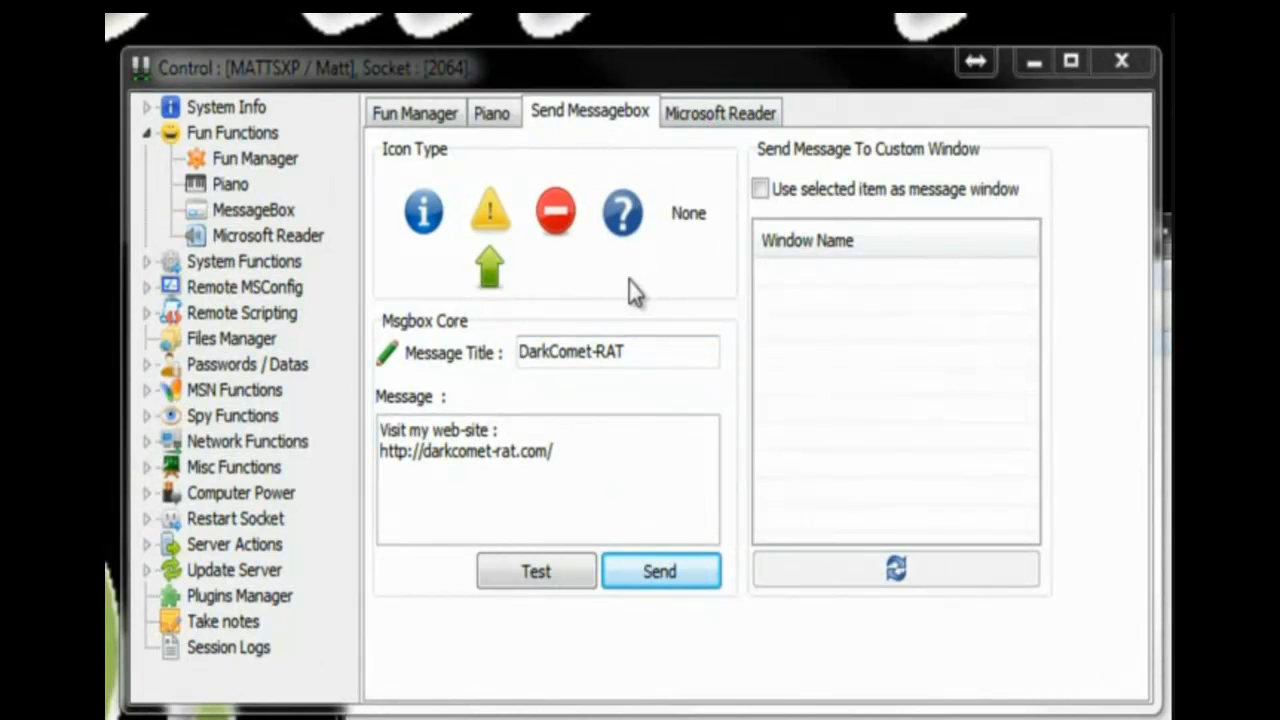 Control : [MATTSXP / Matt], Socket : [2064].
System Info
Fun Functions
Fun Manager
Piano
MessageBox
Microsoft Reader
System Functions
Remote MSConfig
Remote Scripting
Files Manager
Passwords / Datas
MSN Functions
Spy Functions
Network Functions
Misc Functions
Computer Power
Restart Socket
Server Actions
Update Server
Plugins Manager
Take notes
Session Logs
Fun Manager Piano Send Messagebox Microsoft Reader
Icon Type
None
Msgbox Core
Message Title : DarkComet-RAT
Message :
Visit my web-site :
http://darkcomet-rat.com/
Test Send
Send Message To Custom Window
Use selected item as message window
Window Name